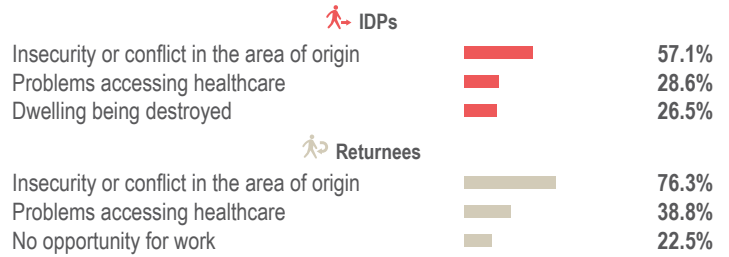 IDPs
Insecurity or conflict in the area of origin 57.1%
Problems accessing healthcare 28.6%
Dwelling being destroyed 26.5%
Returnees
Insecurity or conflict in the area of origin 76.3%
Problems accessing healthcare 38.8%
No opportunity for work 22.5%